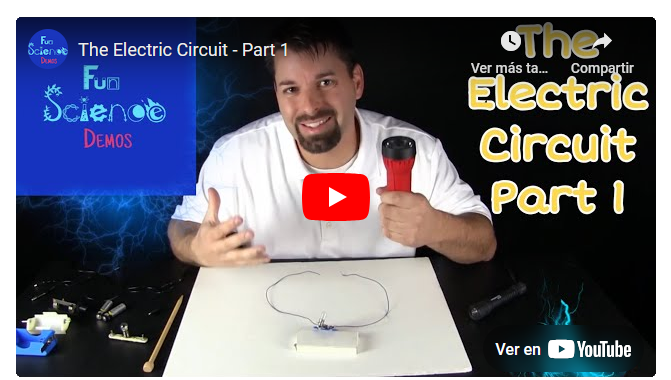 Fun
Science
DEMOS
The Electric Circuit - Part 1
Ver más ta...
Compartir
Fun
Science
DEMOS
The
Electric
Circuit
Part 1
Ver en YouTube